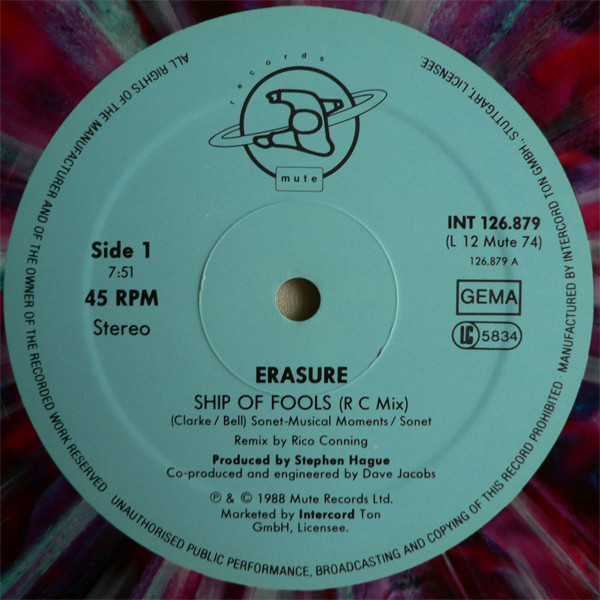 records
mute
Side 1
7:51
45 RPM
Stereo
INT 126.879
(L 12 Mute 74)
126.879 A
GEMA
LC 5834
ERASURE
SHIP OF FOOLS (R C Mix)
(Clarke / Bell) Sonet-Musical Moments / Sonet
Remix by Rico Conning
Produced by Stephen Hague
Co-produced and engineered by Dave Jacobs
℗ & © 1988 Mute Records Ltd.
Marketed by Intercord Ton
GmbH, Licensee.
ALL RIGHTS OF THE MANUFACTURER AND OF THE OWNER OF THE RECORDED WORK RESERVED UNAUTHORISED PUBLIC PERFORMANCE, BROADCASTING AND COPYING OF THIS RECORD PROHIBITED MANUFACTURED BY INTERCORD TON GMBH, STUTTGART, LICENSEE.